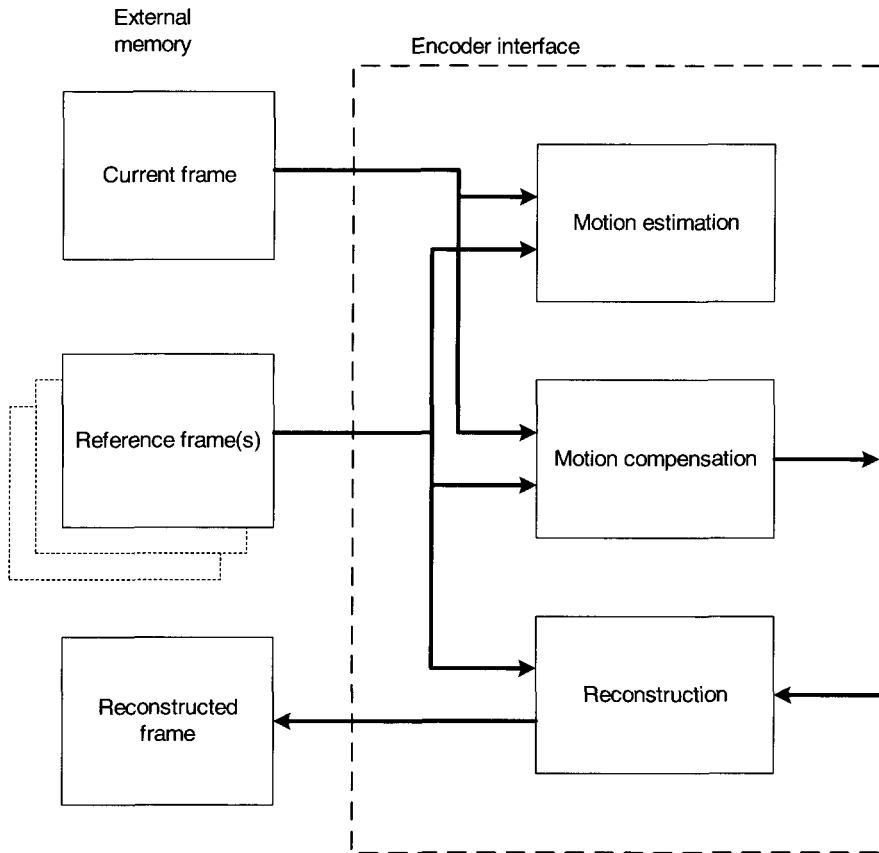 External
memory
Encoder interface
Current frame
Motion estimation
Reference frame(s)
Motion compensation
Reconstructed
frame
Reconstruction